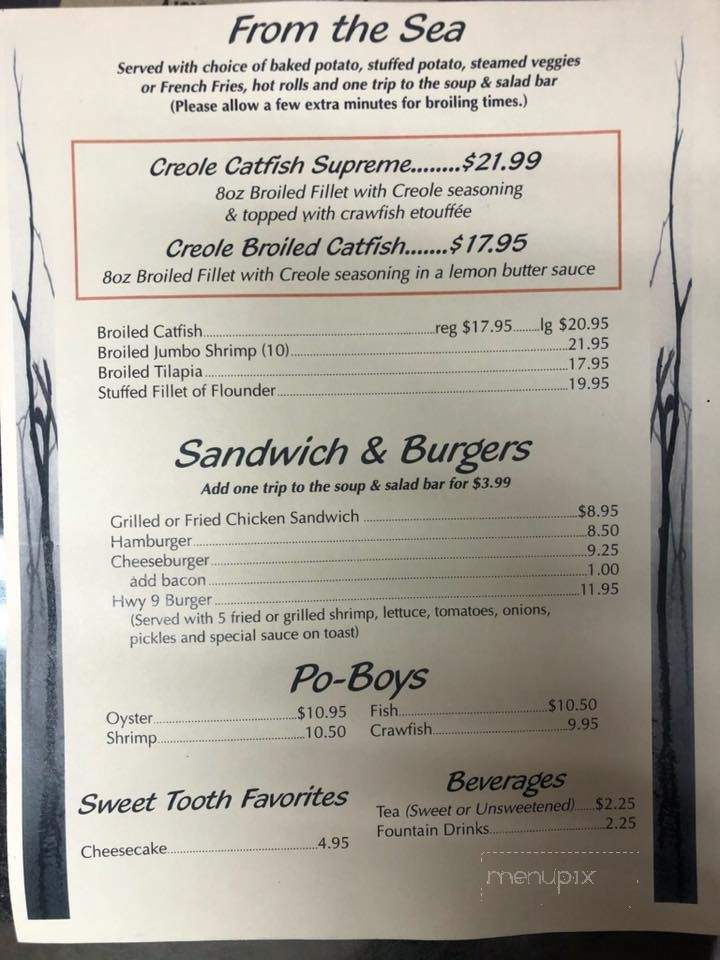 From the Sea
Served with choice of baked potato, stuffed potato, steamed veggies
or French Fries, hot rolls and one trip to the soup & salad bar
(Please allow a few extra minutes for broiling times.)
Creole Catfish Supreme........$21.99
8oz Broiled Fillet with Creole seasoning
& topped with crawfish etouffée
Creole Broiled Catfish.......$17.95
8oz Broiled Fillet with Creole seasoning in a lemon butter sauce
Broiled Catfish..........reg $17.95........lg $20.95
Broiled Jumbo Shrimp (10)..........21.95
Broiled Tilapia..........17.95
Stuffed Fillet of Flounder..........19.95
Sandwich & Burgers
Add one trip to the soup & salad bar for $3.99
Grilled or Fried Chicken Sandwich ..........$8.95
Hamburger..........8.50
Cheeseburger..........9.25
add bacon..........1.00
Hwy 9 Burger..........11.95
(Served with 5 fried or grilled shrimp, lettuce, tomatoes, onions,
pickles and special sauce on toast)
Po-Boys
Oyster..........$10.95
Shrimp..........10.50
Fish..........$10.50
Crawfish..........9.95
Sweet Tooth Favorites
Cheesecake..........4.95
Beverages
Tea (Sweet or Unsweetened).....$2.25
Fountain Drinks..........2.25
menupix